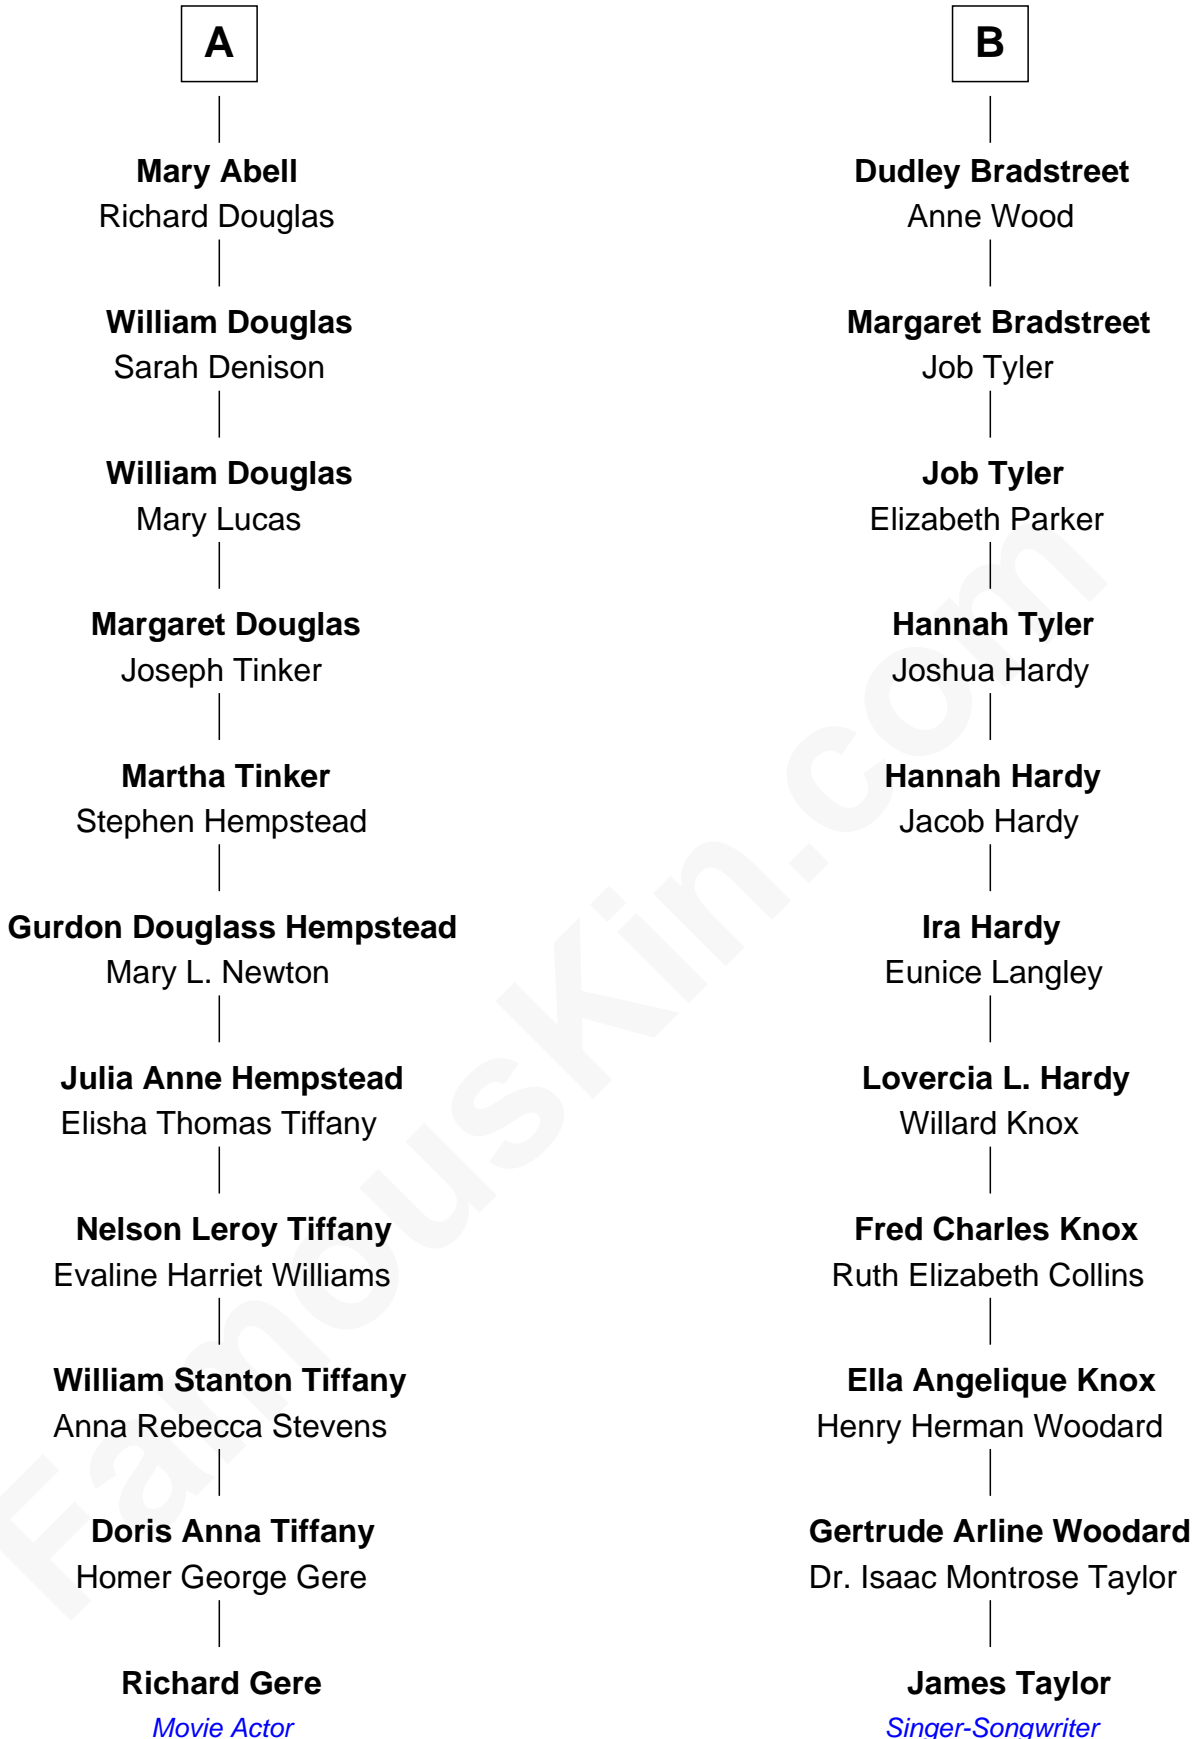 A
Mary Abell
Richard Douglas
William Douglas
Sarah Denison
William Douglas
Mary Lucas
Margaret Douglas
Joseph Tinker
Martha Tinker
Stephen Hempstead
Gurdon Douglass Hempstead
Mary L. Newton
Julia Anne Hempstead
Elisha Thomas Tiffany
Nelson Leroy Tiffany
Evaline Harriet Williams
William Stanton Tiffany
Anna Rebecca Stevens
Doris Anna Tiffany
Homer George Gere
Richard Gere
Movie Actor
B
Dudley Bradstreet
Anne Wood
Margaret Bradstreet
Job Tyler
Job Tyler
Elizabeth Parker
Hannah Tyler
Joshua Hardy
Hannah Hardy
Jacob Hardy
Ira Hardy
Eunice Langley
Lovercia L. Hardy
Willard Knox
Fred Charles Knox
Ruth Elizabeth Collins
Ella Angelique Knox
Henry Herman Woodard
Gertrude Arline Woodard
Dr. Isaac Montrose Taylor
James Taylor
Singer-Songwriter
FamousKin.com